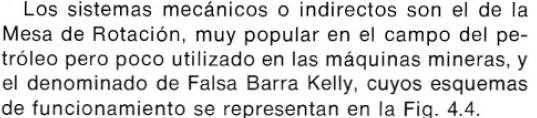 Los sistemas mecánicos o indirectos son el de la
Mesa de Rotación, muy popular en el campo del pe-
tróleo pero poco utilizado en las máquinas mineras, y
el denominado de Falsa Barra Kelly, cuyos esquemas
de funcionamiento se representan en la Fig. 4.4.